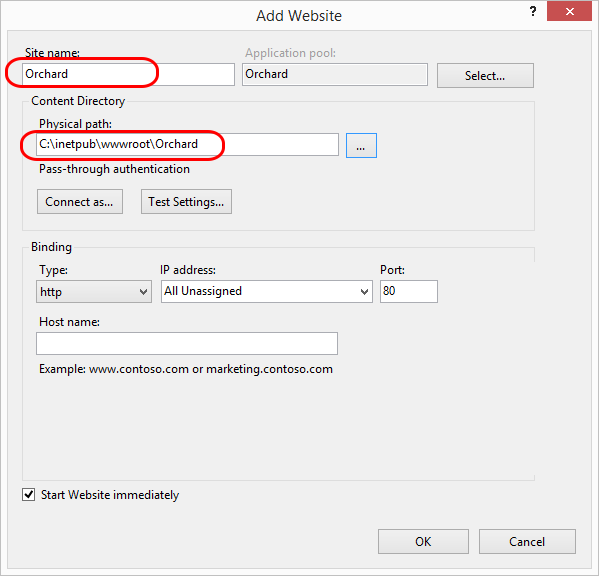 Add Website
?
Site name:
Application pool:
Orchard
Orchard
Select...
Content Directory
Physical path:
C:\inetpub\wwwroot\Orchard
...
Pass-through authentication
Connect as...
Test Settings...
Binding
Type:
IP address:
Port:
http
All Unassigned
80
Host name:
Example: www.contoso.com or marketing.contoso.com
Start Website immediately
OK
Cancel